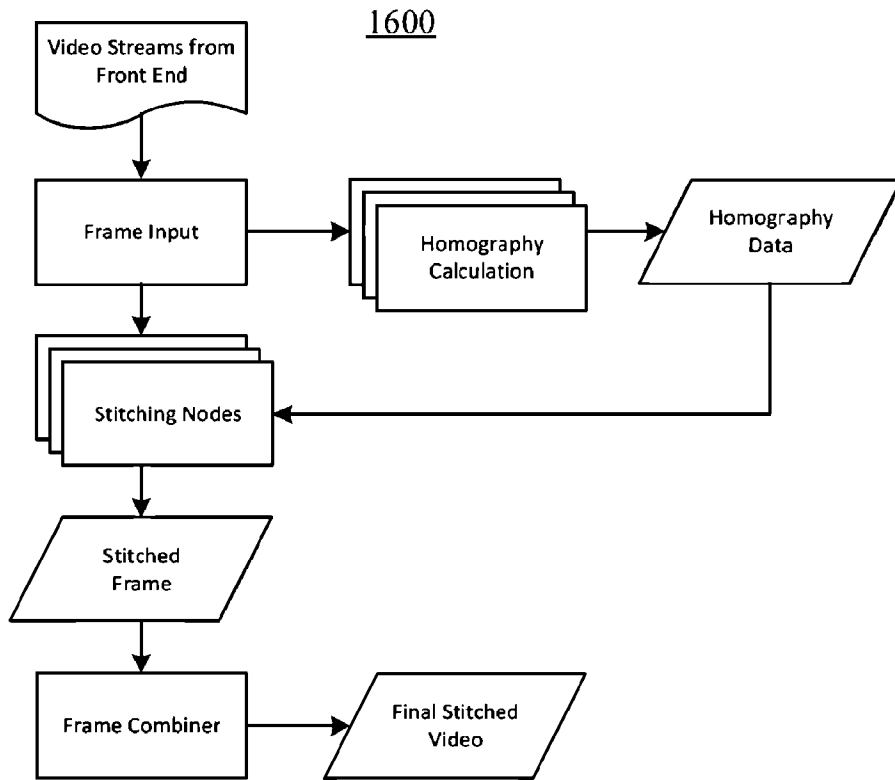 1600
Video Streams from
Front End
Frame Input
Homography
Calculation
Homography
Data
Stitching Nodes
Stitched
Frame
Frame Combiner
Final Stitched
Video